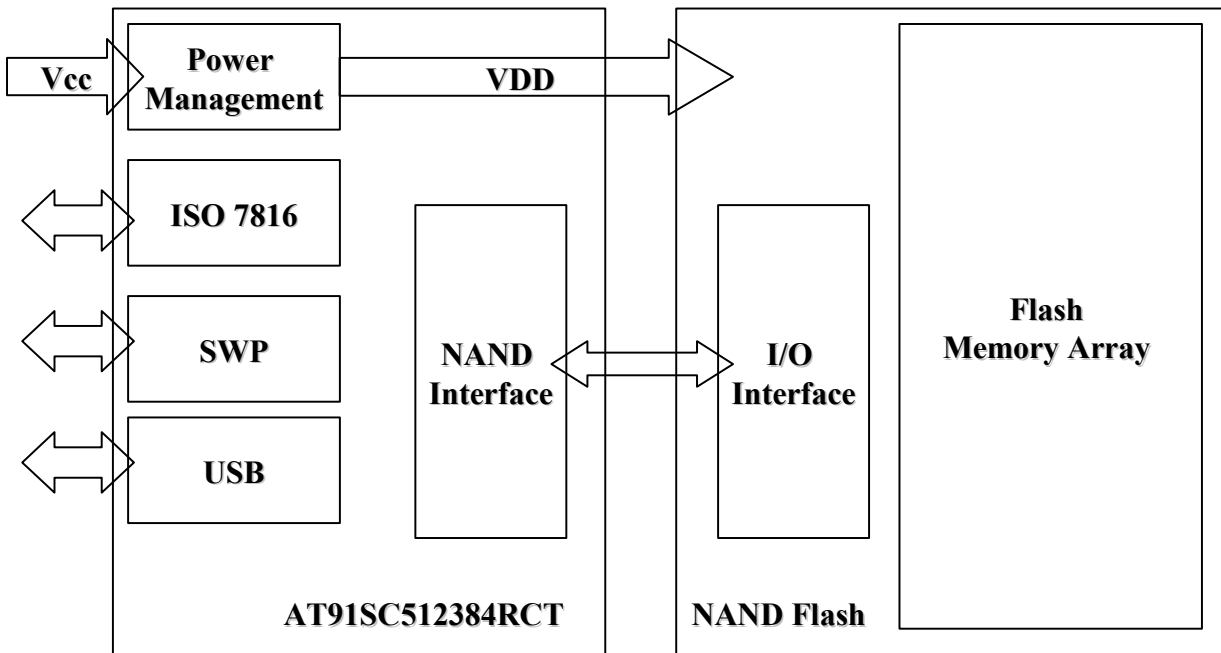 Vcc
Power
Management
VDD
ISO 7816
SWP
USB
NAND
Interface
I/O
Interface
Flash
Memory Array
AT91SC512384RCT
NAND Flash